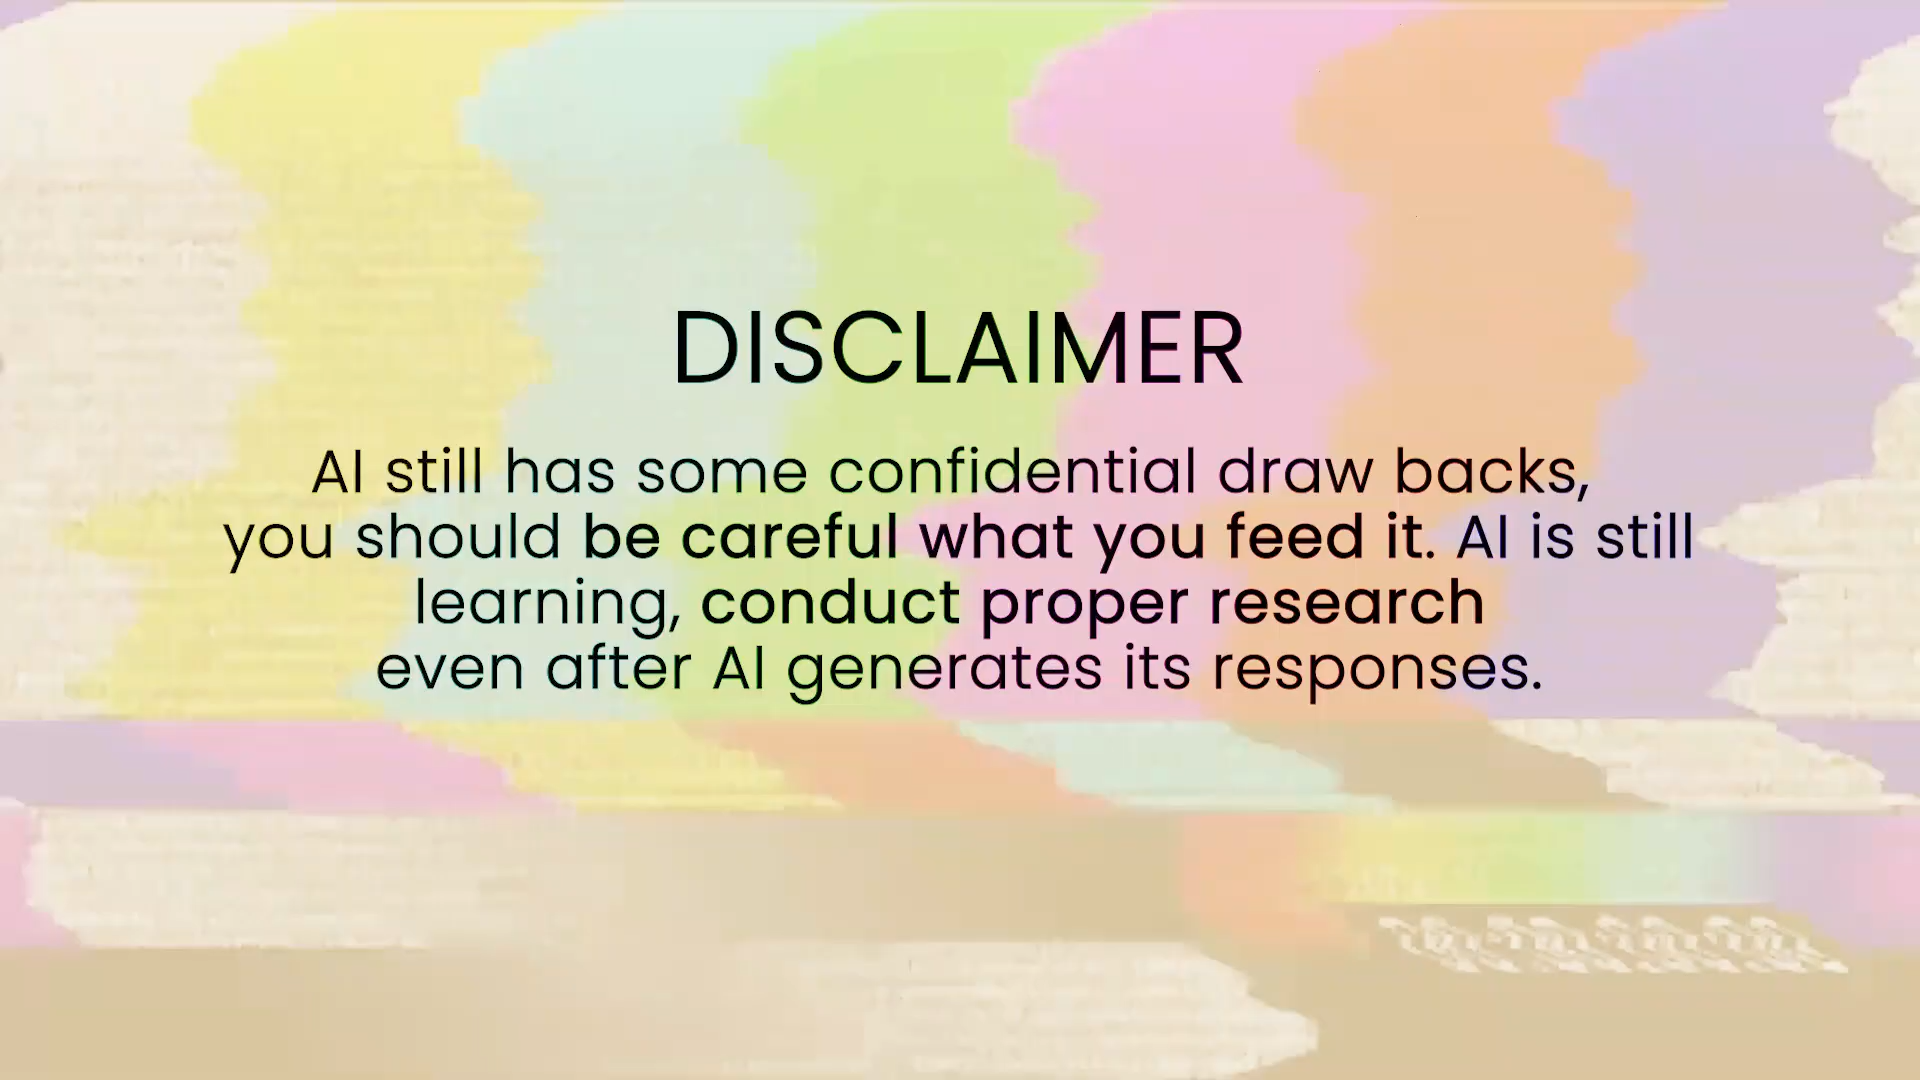 DISCLAIMER
AI still has some confidential draw backs,
you should be careful what you feed it. AI is still
learning, conduct proper research
even after AI generates its responses.